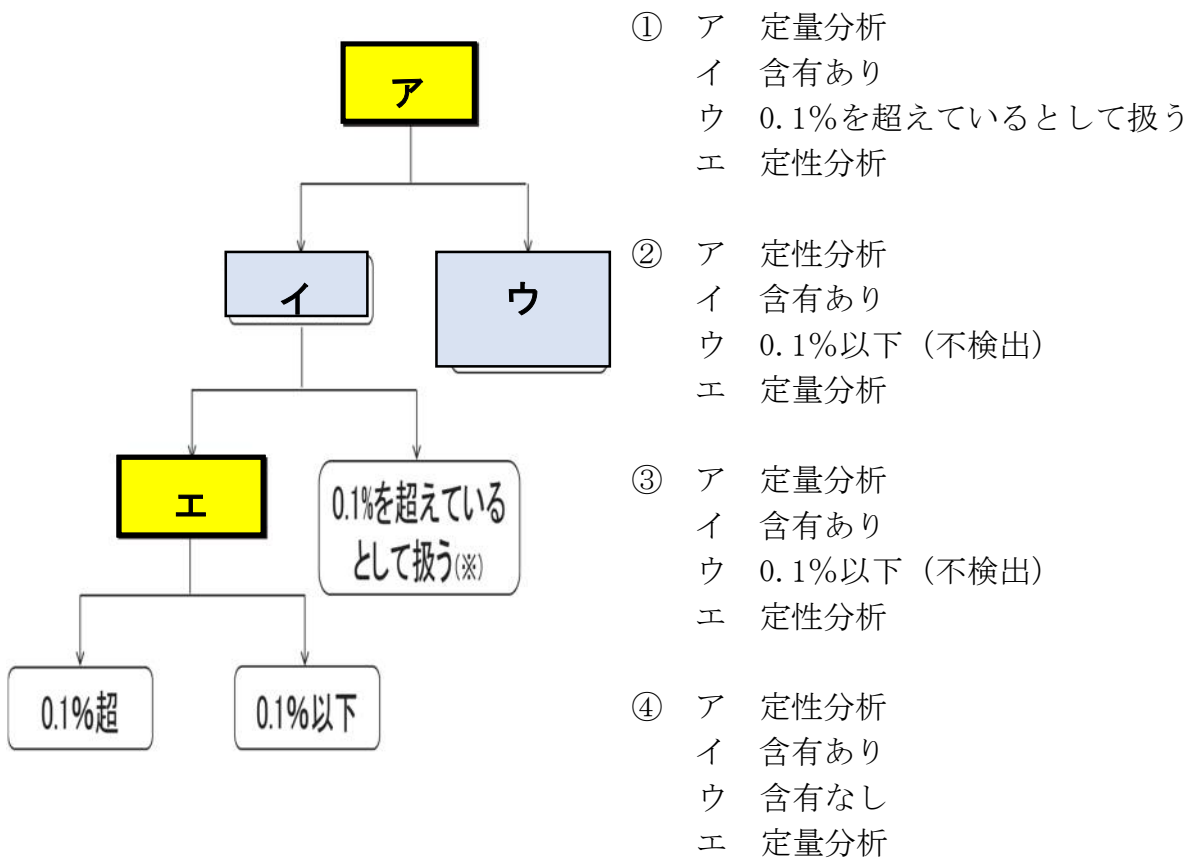 ア
イ
ウ
エ
0.1%を超えている
として扱う(※)
0.1%超
0.1%以下
① ア 定量分析
イ 含有あり
ウ 0.1%を超えているとして扱う
エ 定性分析
② ア 定性分析
イ 含有あり
ウ 0.1%以下（不検出）
エ 定量分析
③ ア 定量分析
イ 含有あり
ウ 0.1%以下（不検出）
エ 定性分析
④ ア 定性分析
イ 含有あり
ウ 含有なし
エ 定量分析